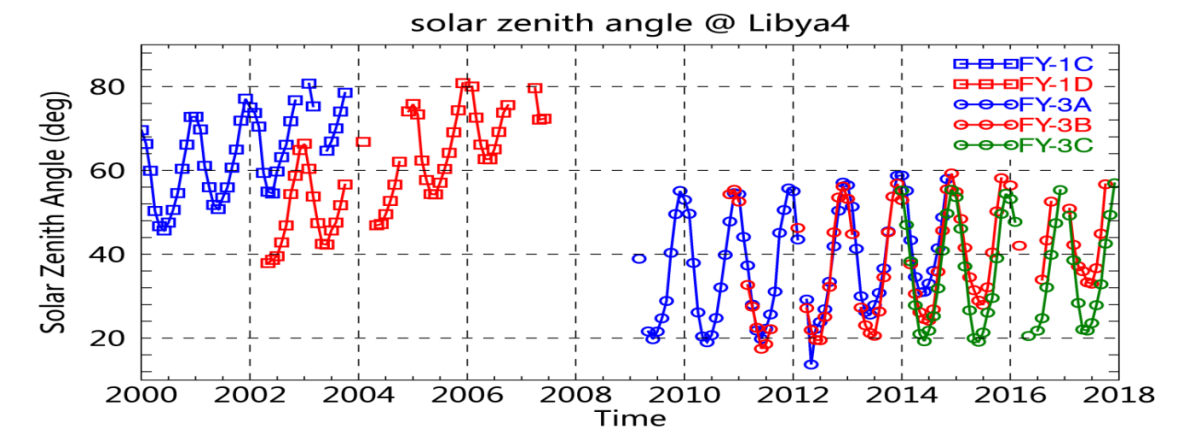 solar zenith angle @ Libya4
Solar Zenith Angle (deg)
80
60
40
20
FY-1C
FY-1D
FY-3A
FY-3B
FY-3C
2000 2002 2004 2006 2008 2010 2012 2014 2016 2018
Time